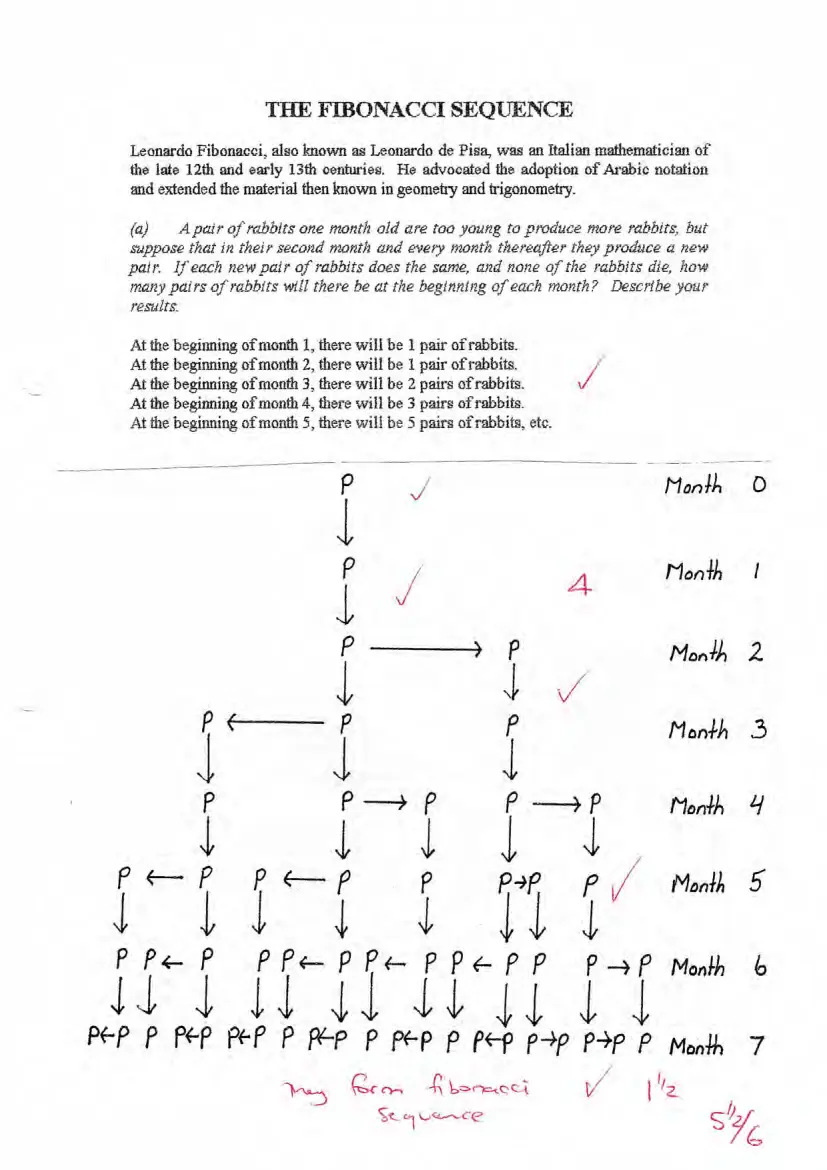 THE FIBONACCI SEQUENCE
Leonardo Fibonacci, also known as Leonardo de Pisa, was an Italian mathematician of
the late 12th and early 13th centuries. He advocated the adoption of Arabic notation
and extended the material then known in geometry and trigonometry.
(a) A pair of rabbits one month old are too young to produce more rabbits, but
suppose that in their second month and every month thereafter they produce a new
pair. If each new pair of rabbits does the same, and none of the rabbits die, how
many pairs of rabbits will there be at the beginning of each month? Describe your
results.
At the beginning of month 1, there will be 1 pair of rabbits.
At the beginning of month 2, there will be 1 pair of rabbits.
At the beginning of month 3, there will be 2 pairs of rabbits.
At the beginning of month 4, there will be 3 pairs of rabbits.
At the beginning of month 5, there will be 5 pairs of rabbits, etc.
P Month 0
P 4 Month 1
P → P Month 2
P ← P P Month 3
P P → P P → P Month 4
P ← P P ← P P P→P P Month 5
P P ← P P P ← P P ← P P ← P P P → P Month 6
P←P P P←P P←P P P←P P P←P P P←P P→P P→P P Month 7
They form fibonacci 1 1/2
sequence
5 1/2/6